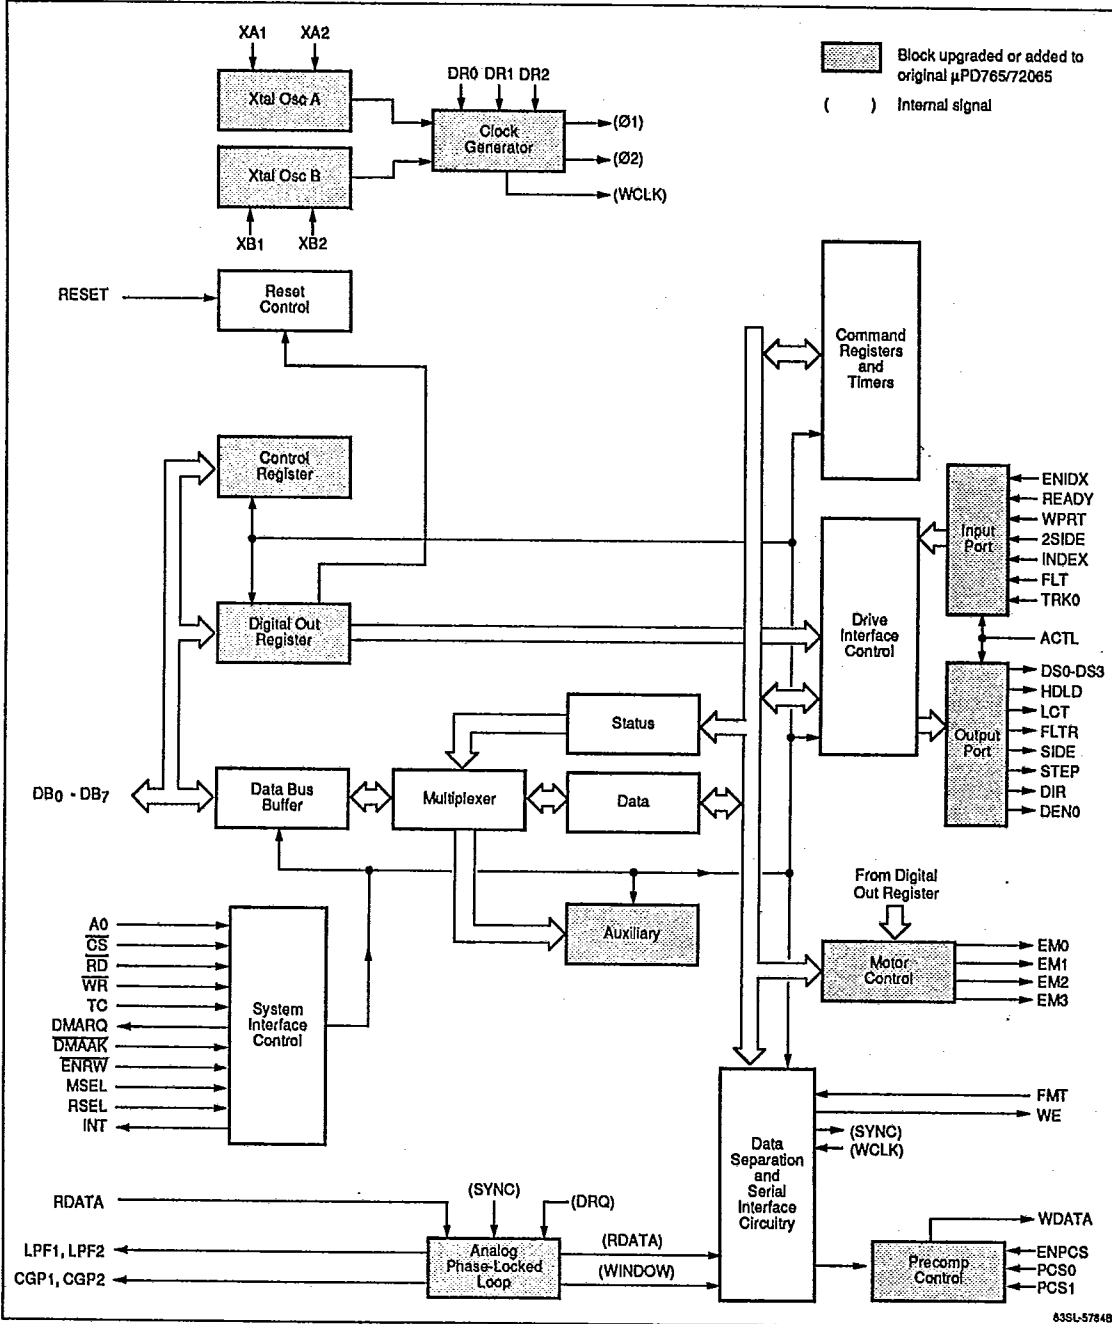 XA1 XA2
Xtal Osc A
DR0 DR1 DR2
Clock
Generator
(Ø1)
(Ø2)
(WCLK)
Xtal Osc B
XB1 XB2
Block upgraded or added to
original µPD765/72065
( ) Internal signal
RESET
Reset
Control
Command
Registers
and
Timers
Control
Register
Digital Out
Register
Drive
Interface
Control
Input
Port
ENIDX
READY
WPRT
2SIDE
INDEX
FLT
TRK0
ACTL
Output
Port
DS0-DS3
HDLD
LCT
FLTR
SIDE
STEP
DIR
DEN0
Status
DB0 - DB7
Data Bus
Buffer
Multiplexer
Data
Auxiliary
From Digital
Out Register
Motor
Control
EM0
EM1
EM2
EM3
A0
CS
RD
WR
TC
DMARQ
DMAAK
ENRW
MSEL
RSEL
INT
System
Interface
Control
Data
Separation
and
Serial
Interface
Circuitry
FMT
WE
(SYNC)
(WCLK)
RDATA
(SYNC)
(DRQ)
LPF1, LPF2
CGP1, CGP2
Analog
Phase-Locked
Loop
(RDATA)
(WINDOW)
WDATA
Precomp
Control
ENPCS
PCS0
PCS1
83SL-5784B